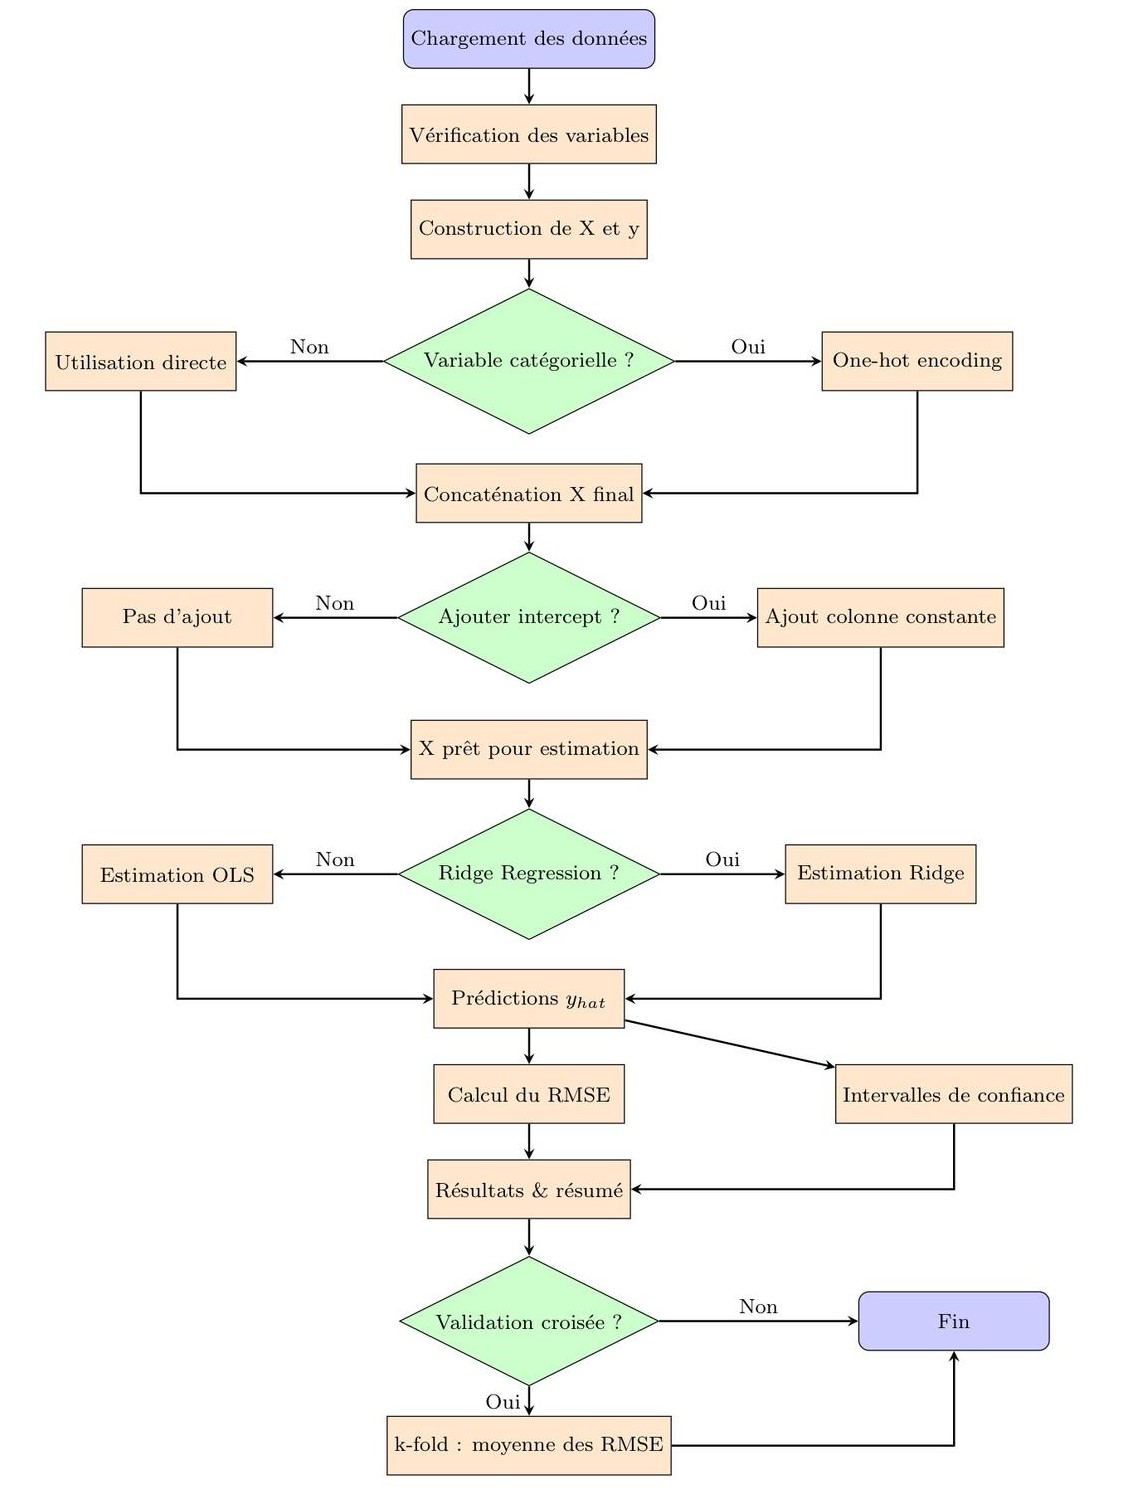 Chargement des données
Vérification des variables
Construction de X et y
Utilisation directe
Non
Variable catégorielle ?
Oui
One-hot encoding
Concaténation X final
Pas d'ajout
Non
Ajouter intercept ?
Oui
Ajout colonne constante
X prêt pour estimation
Estimation OLS
Non
Ridge Regression ?
Oui
Estimation Ridge
Prédictions y_{hat}
Calcul du RMSE
Intervalles de confiance
Résultats & résumé
Validation croisée ?
Non
Fin
Oui
k-fold : moyenne des RMSE